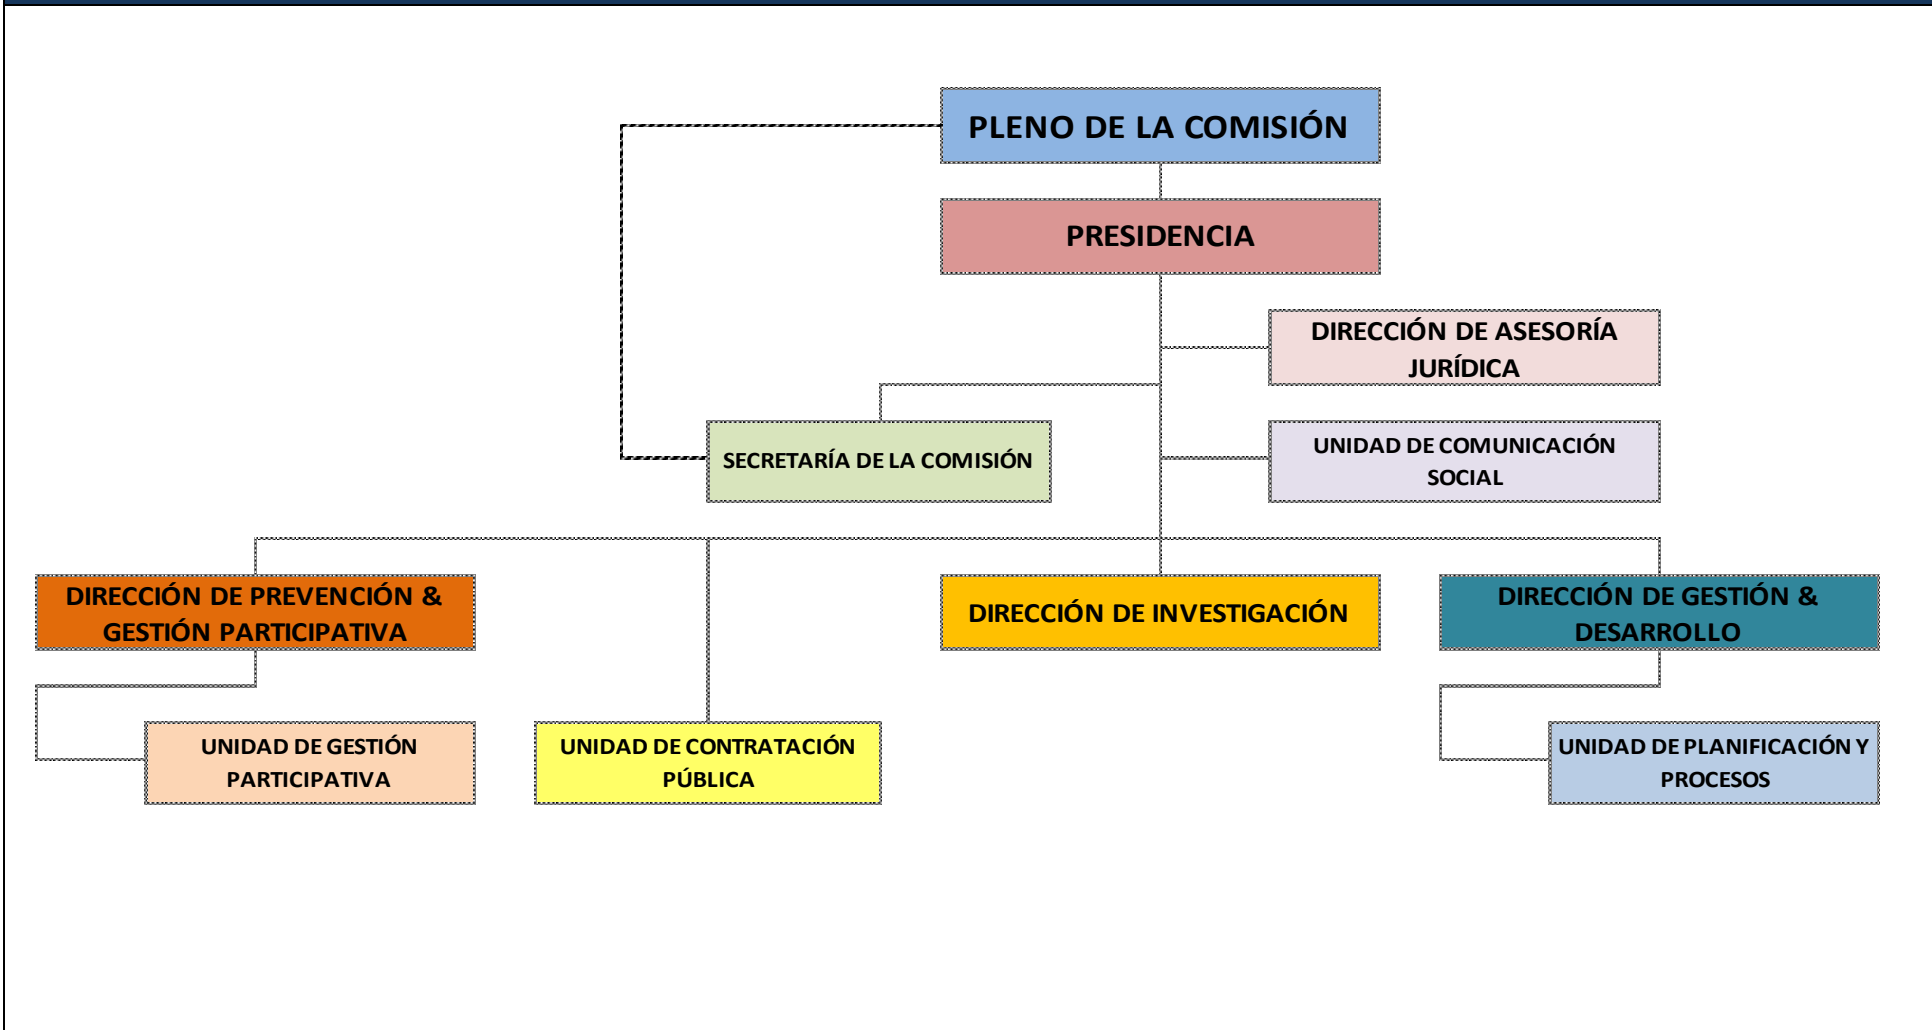 PLENO DE LA COMISIÓN
PRESIDENCIA
DIRECCIÓN DE ASESORÍA
JURÍDICA
SECRETARÍA DE LA COMISIÓN
UNIDAD DE COMUNICACIÓN
SOCIAL
DIRECCIÓN DE PREVENCIÓN &
GESTIÓN PARTICIPATIVA
DIRECCIÓN DE INVESTIGACIÓN
DIRECCIÓN DE GESTIÓN &
DESARROLLO
UNIDAD DE GESTIÓN
PARTICIPATIVA
UNIDAD DE CONTRATACIÓN
PÚBLICA
UNIDAD DE PLANIFICACIÓN Y
PROCESOS